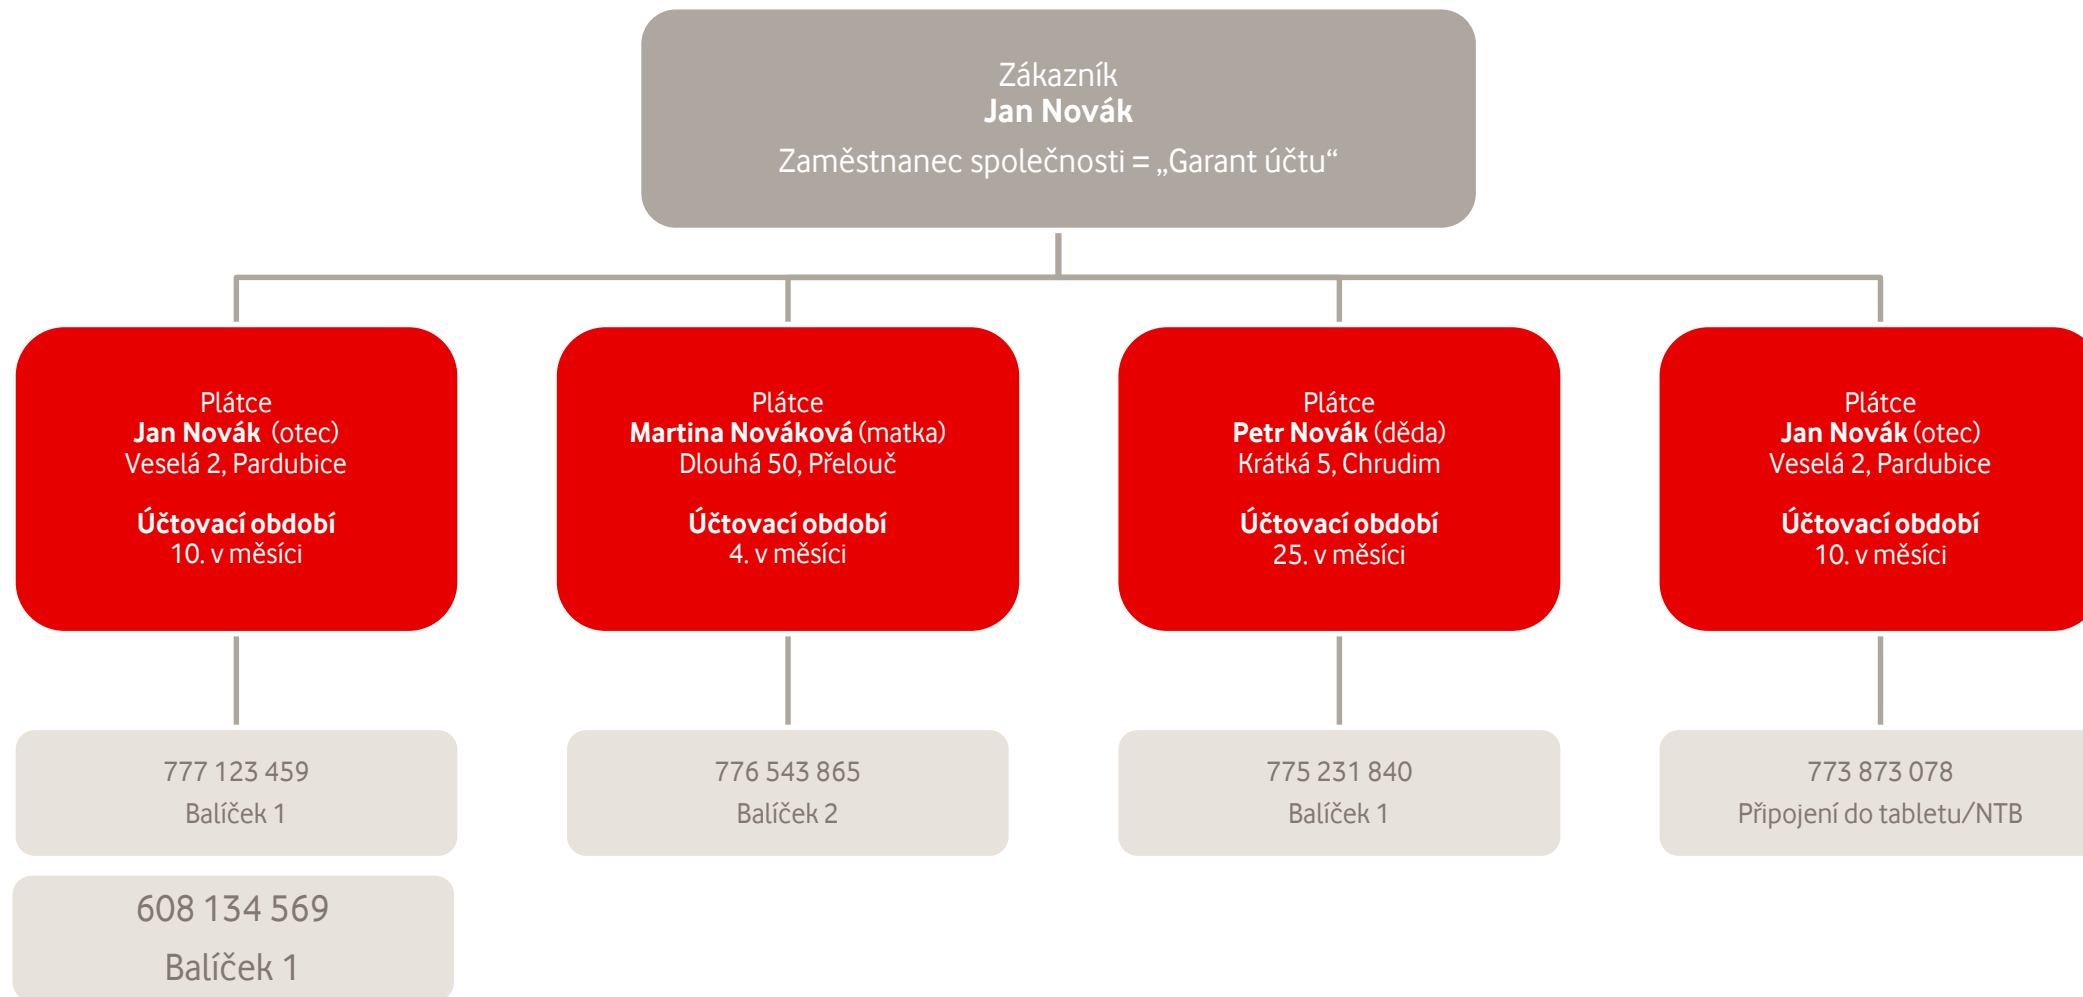 Zákazník
Jan Novák
Zaměstnanec společnosti = „Garant účtu“
Plátce
Jan Novák (otec)
Veselá 2, Pardubice
Účtovací období
10. v měsíci
Plátce
Martina Nováková (matka)
Dlouhá 50, Přelouč
Účtovací období
4. v měsíci
Plátce
Petr Novák (děda)
Krátká 5, Chrudim
Účtovací období
25. v měsíci
Plátce
Jan Novák (otec)
Veselá 2, Pardubice
Účtovací období
10. v měsíci
777 123 459
Balíček 1
776 543 865
Balíček 2
775 231 840
Balíček 1
773 873 078
Připojení do tabletu/NTB
608 134 569
Balíček 1